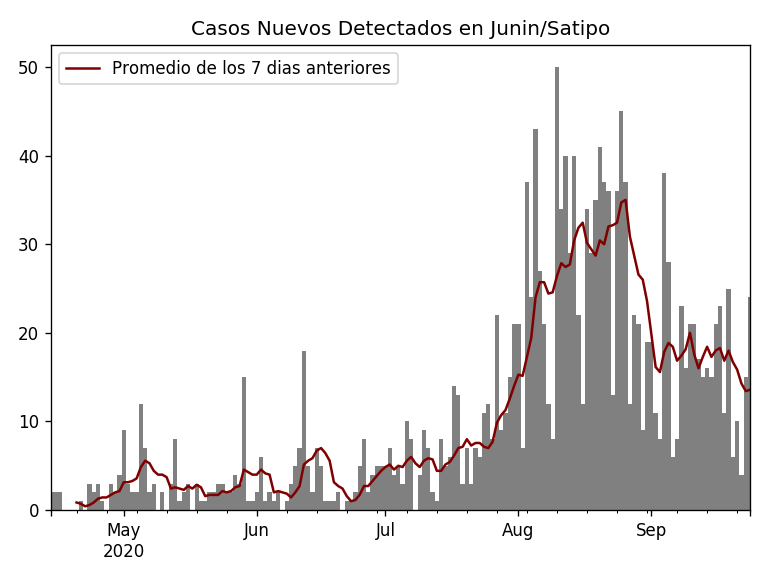 Casos Nuevos Detectados en Junin/Satipo
Promedio de los 7 dias anteriores
50
40
30
20
10
0
May
2020
Jun
Jul
Aug
Sep